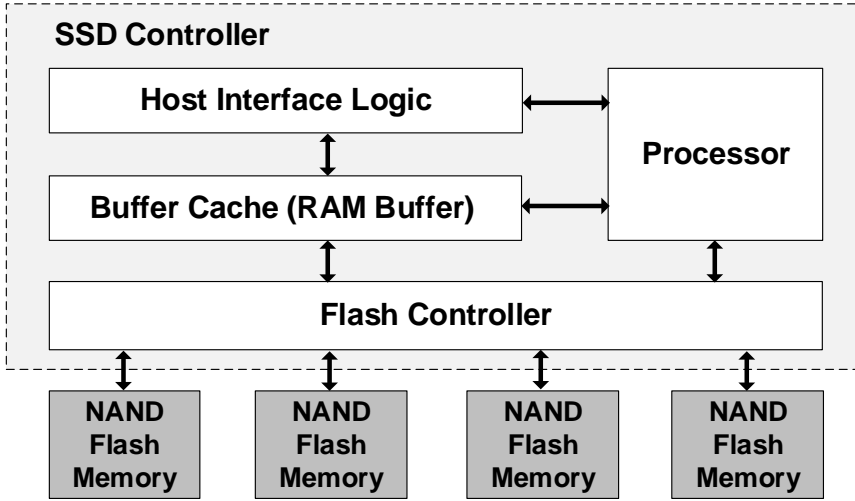 SSD Controller
Host Interface Logic
Processor
Buffer Cache (RAM Buffer)
Flash Controller
NAND
Flash
Memory
NAND
Flash
Memory
NAND
Flash
Memory
NAND
Flash
Memory